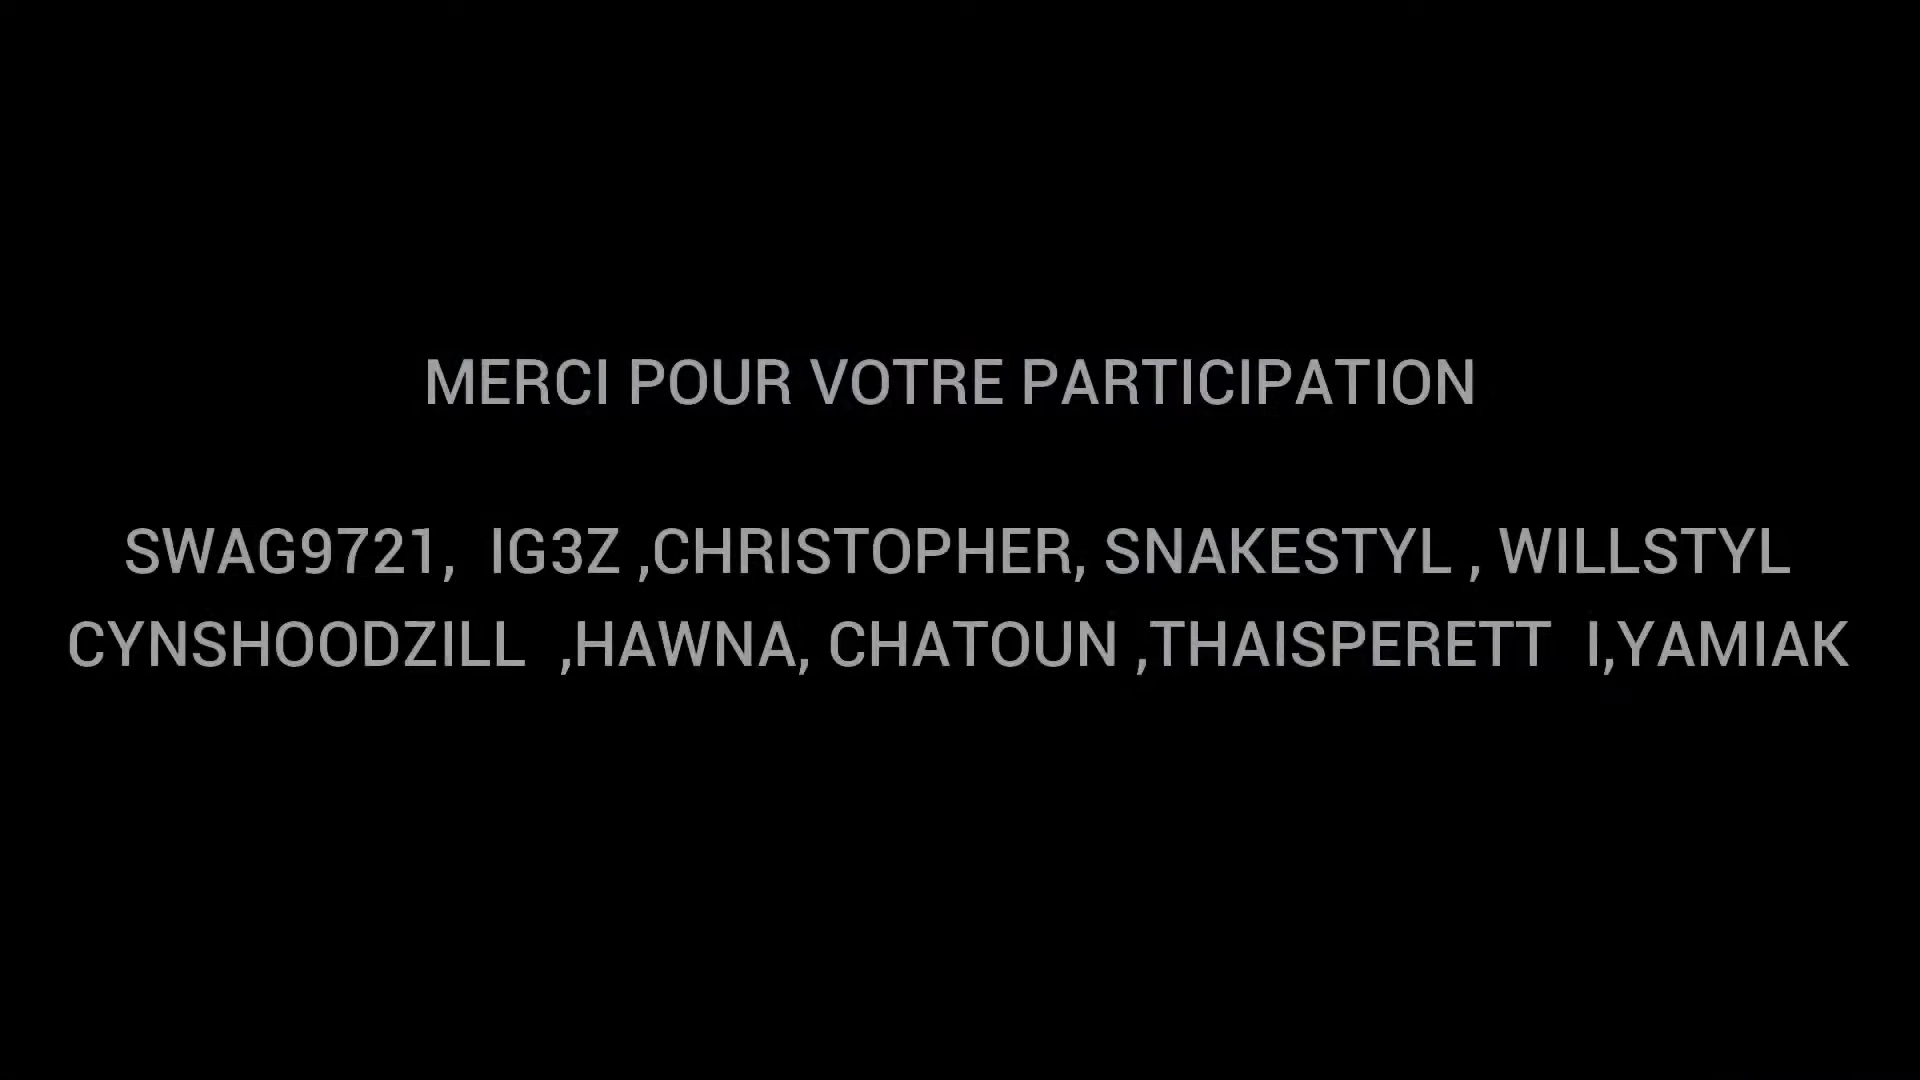 MERCI POUR VOTRE PARTICIPATION
SWAG9721,  IG3Z ,CHRISTOPHER, SNAKESTYL , WILLSTYL
CYNSHOODZILL  ,HAWNA, CHATOUN ,THAISPERETT  I,YAMIAK